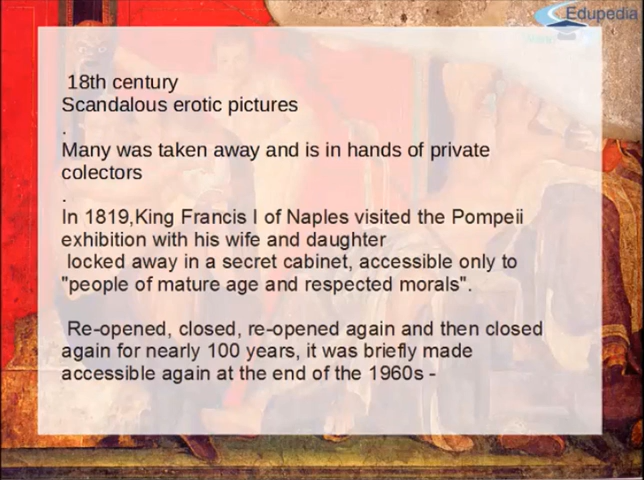 Edupedia
18th century
Scandalous erotic pictures
.
Many was taken away and is in hands of private
colectors
.
In 1819,King Francis I of Naples visited the Pompeii
exhibition with his wife and daughter
locked away in a secret cabinet, accessible only to
"people of mature age and respected morals".
Re-opened, closed, re-opened again and then closed
again for nearly 100 years, it was briefly made
accessible again at the end of the 1960s -